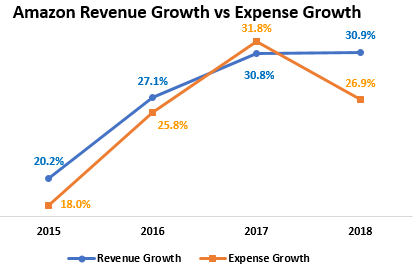 Amazon Revenue Growth vs Expense Growth
31.8%
30.9%
27.1%
30.8%
26.9%
25.8%
20.2%
18.0%
2015 2016 2017 2018
Revenue Growth Expense Growth